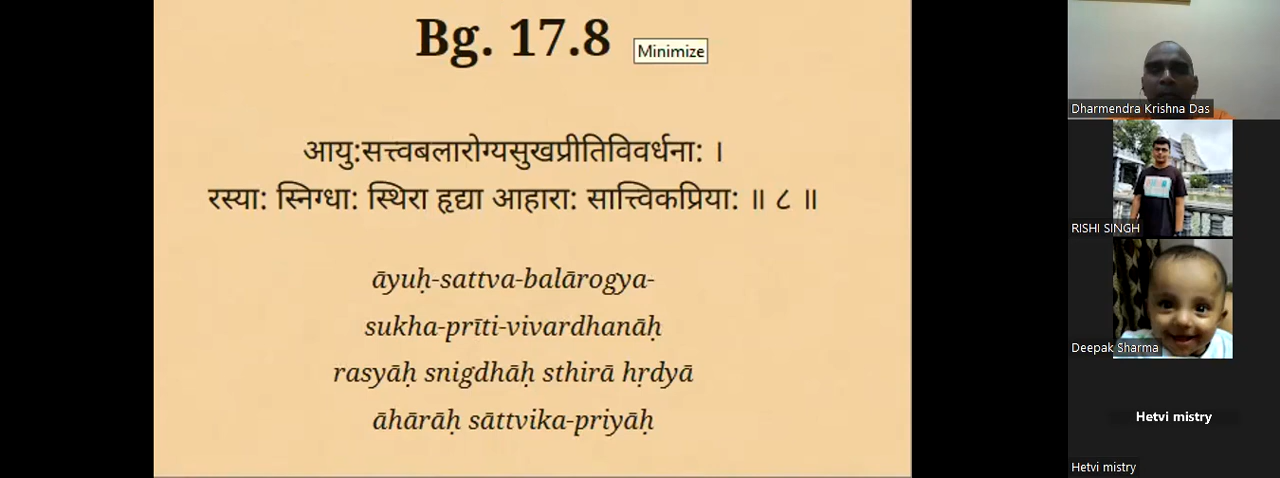 Bg. 17.8
Minimize
आयु:सत्त्वबलारोग्यसुखप्रीतिविवर्धना: ।
रस्या: स्निग्धा: स्थिरा हृद्या आहारा: सात्त्विकप्रिया: ॥ ८ ॥
āyuḥ-sattva-balārogya-
sukha-prīti-vivardhanāḥ
rasyāḥ snigdhāḥ sthirā hṛdyā
āhārāḥ sāttvika-priyāḥ
Dharmendra Krishna Das
RISHI SINGH
Deepak Sharma
Hetvi mistry
Hetvi mistry